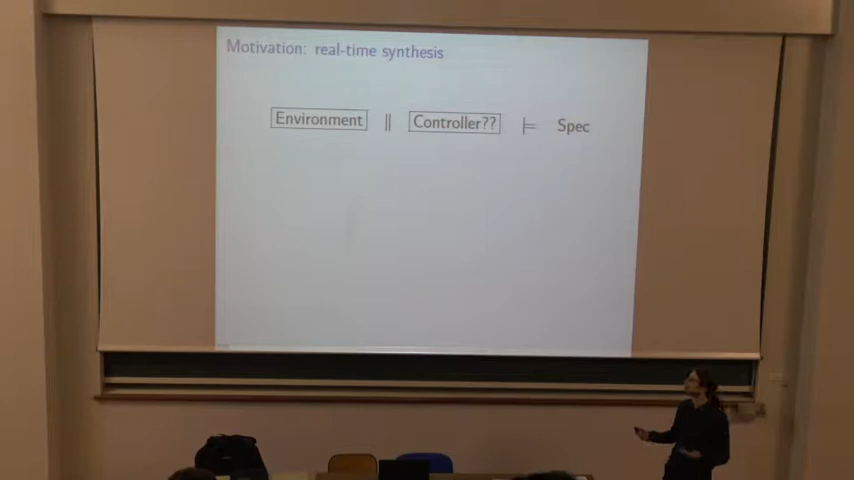 Motivation: real-time synthesis
Environment ∥ Controller?? ⊨ Spec